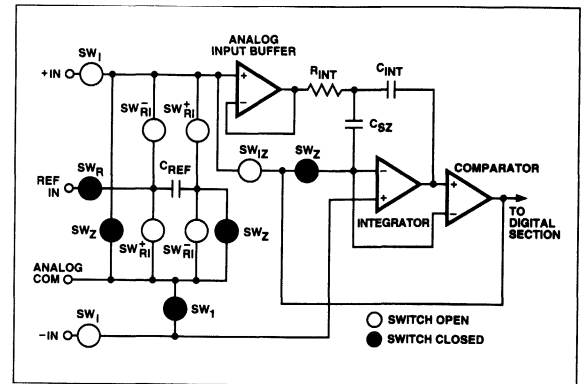 ANALOG
INPUT BUFFER
SW_I
+IN
R_INT
C_INT
SW_RI^-
SW_RI^+
C_SZ
SW_R
C_REF
SW_IZ
SW_Z
REF
IN
COMPARATOR
INTEGRATOR
TO
DIGITAL
SECTION
SW_Z
SW_RI^+
SW_RI^-
SW_Z
ANALOG
COM
SW_1
SWITCH OPEN
SWITCH CLOSED
SW_I
-IN
+
-
-
+
+
-